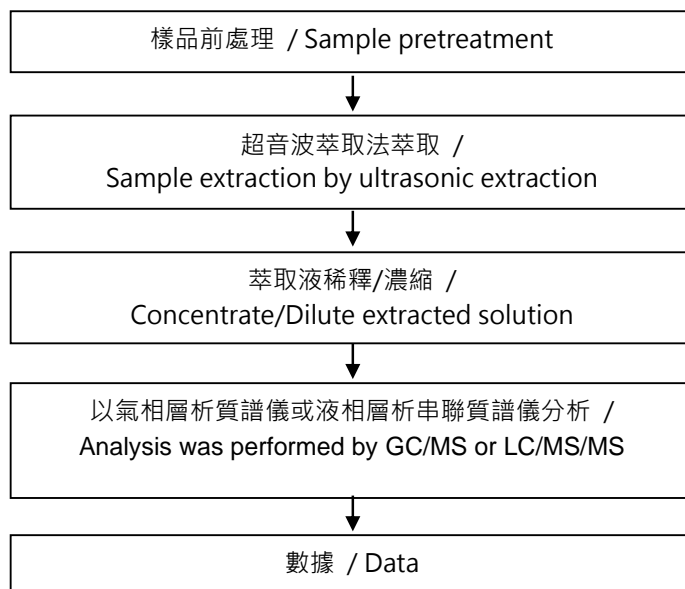 樣品前處理 / Sample pretreatment
超音波萃取法萃取 /
Sample extraction by ultrasonic extraction
萃取液稀釋/濃縮 /
Concentrate/Dilute extracted solution
以氣相層析質譜儀或液相層析串聯質譜儀分析 /
Analysis was performed by GC/MS or LC/MS/MS
數據 / Data